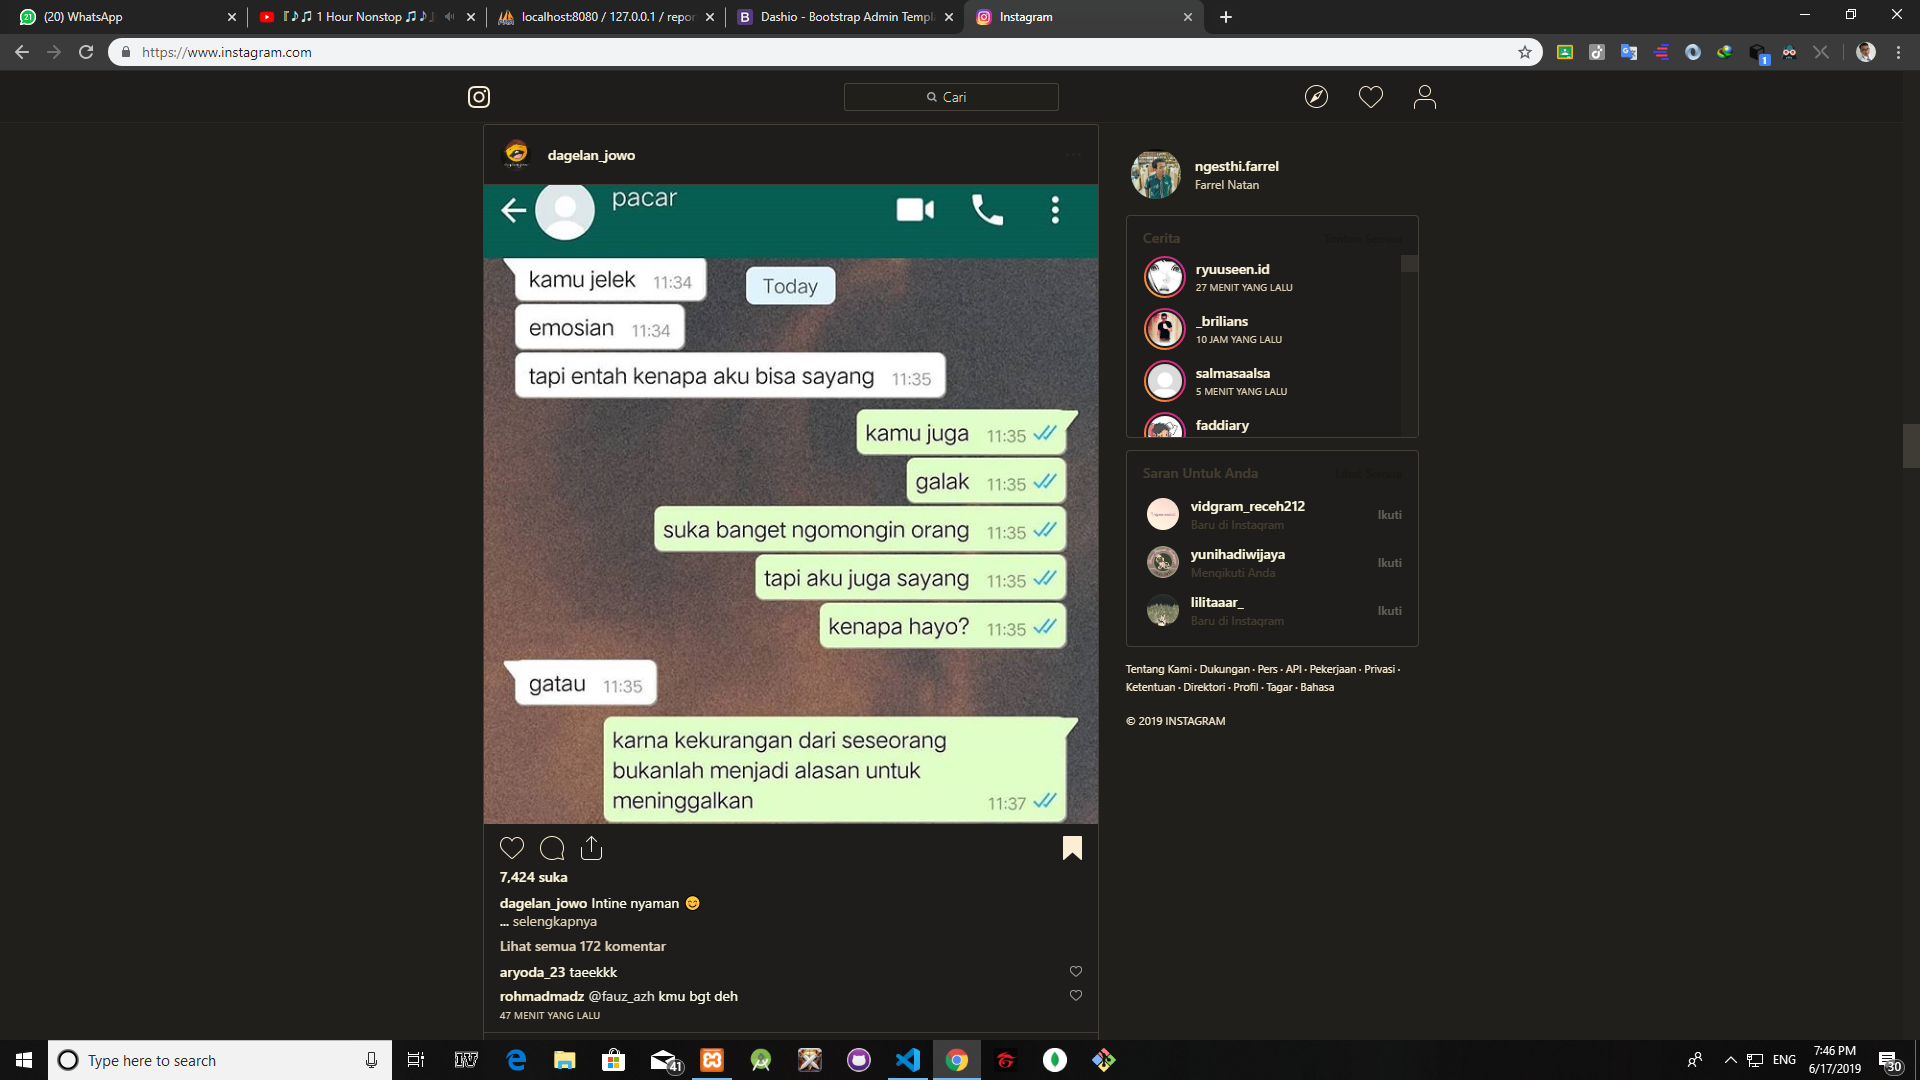 (20) WhatsApp
『♪♫ 1 Hour Nonstop ♫♪』
localhost:8080 / 127.0.0.1 / repor
Dashio - Bootstrap Admin Templ
Instagram
https://www.instagram.com
1
Cari
dagelan_jowo
pacar
Today
kamu jelek 11:34
emosian 11:34
tapi entah kenapa aku bisa sayang 11:35
kamu juga 11:35
galak 11:35
suka banget ngomongin orang 11:35
tapi aku juga sayang 11:35
kenapa hayo? 11:35
gatau 11:35
karna kekurangan dari seseorang
bukanlah menjadi alasan untuk
meninggalkan 11:37
7,424 suka
dagelan_jowo Intine nyaman 😊
... selengkapnya
Lihat semua 172 komentar
aryoda_23 taeekkk
rohmadmadz @fauz_azh kmu bgt deh
47 MENIT YANG LALU
ngesthi.farrel
Farrel Natan
Cerita
ryuuseen.id
27 MENIT YANG LALU
_brilians
10 JAM YANG LALU
salmasaalsa
5 MENIT YANG LALU
faddiary
Saran Untuk Anda
vidgram_receh212
Baru di Instagram
Ikuti
yunihadiwijaya
Mengikuti Anda
Ikuti
lilitaaar_
Baru di Instagram
Ikuti
Tentang Kami · Dukungan · Pers · API · Pekerjaan · Privasi ·
Ketentuan · Direktori · Profil · Tagar · Bahasa
© 2019 INSTAGRAM
Type here to search
41
ENG
7:46 PM
6/17/2019
30